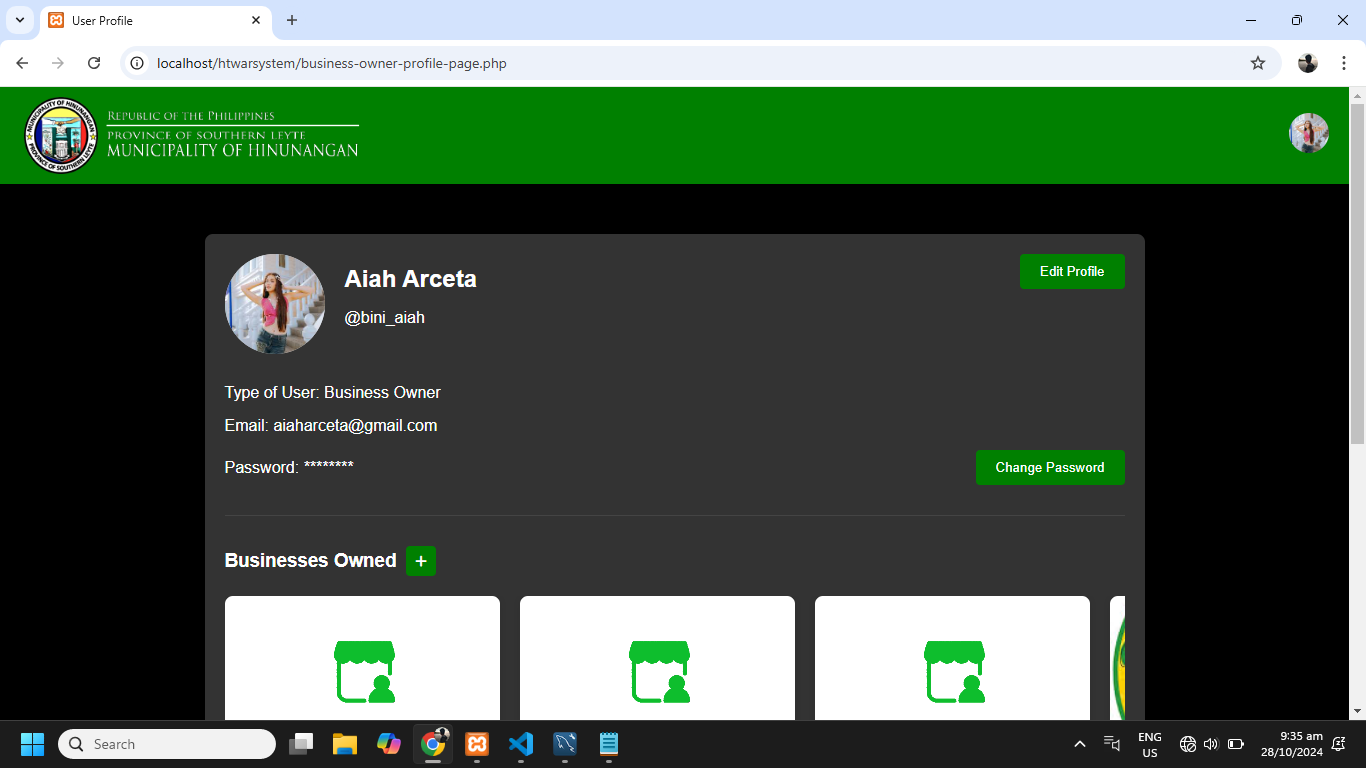 User Profile
localhost/htwarsystem/business-owner-profile-page.php
MUNICIPALITY OF HINUNANGAN
PROVINCE OF SOUTHERN LEYTE
REPUBLIC OF THE PHILIPPINES
PROVINCE OF SOUTHERN LEYTE
MUNICIPALITY OF HINUNANGAN
Aiah Arceta
Edit Profile
@bini_aiah
Type of User: Business Owner
Email: aiaharceta@gmail.com
Password: ********
Change Password
Businesses Owned +
Search
ENG
US
9:35 am
28/10/2024